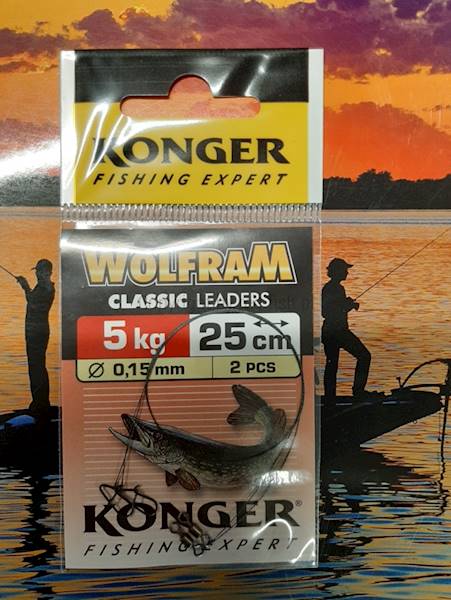 KONGER
FISHING EXPERT
WOLFRAM
CLASSIC LEADERS
5 kg 25 cm
Ø 0,15 mm 2 PCS
KONGER®
FISHING EXPERT